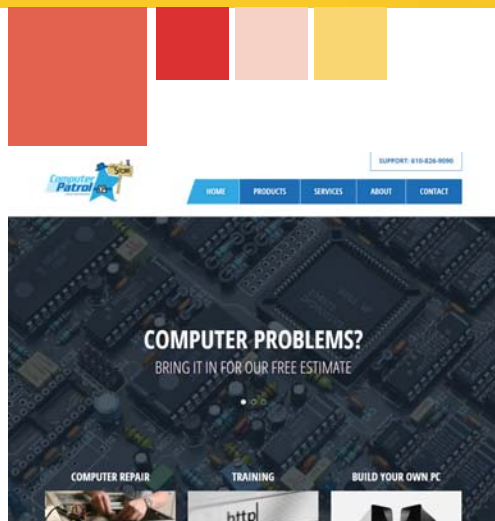 SUPPORT: 610-826-9090
Computer
Patrol
STORE
HOME PRODUCTS SERVICES ABOUT CONTACT
COMPUTER PROBLEMS?
BRING IT IN FOR OUR FREE ESTIMATE
COMPUTER REPAIR TRAINING BUILD YOUR OWN PC
http